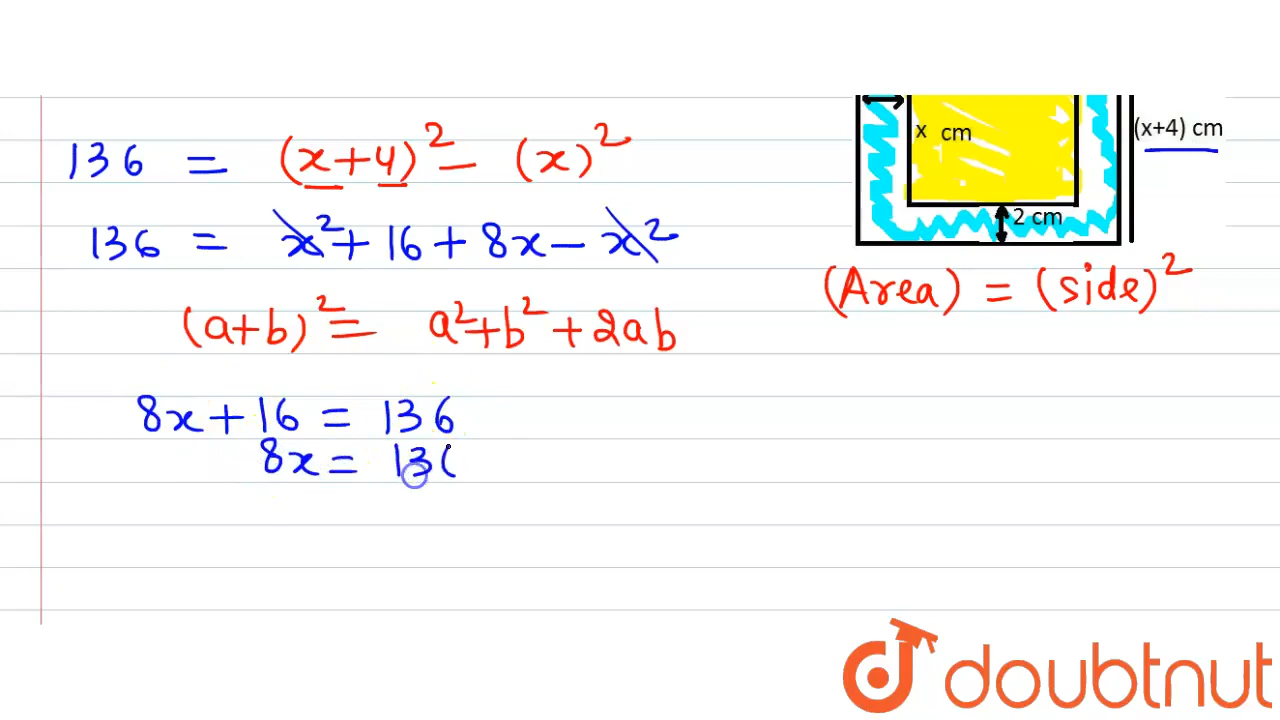 136 = (x+4)² − (x)²
136 = x² + 16 + 8x − x²
(a+b)² = a² + b² + 2ab
8x + 16 = 136
8x = 13(
x cm
(x+4) cm
2 cm
(Area) = (side)²
doubtnut